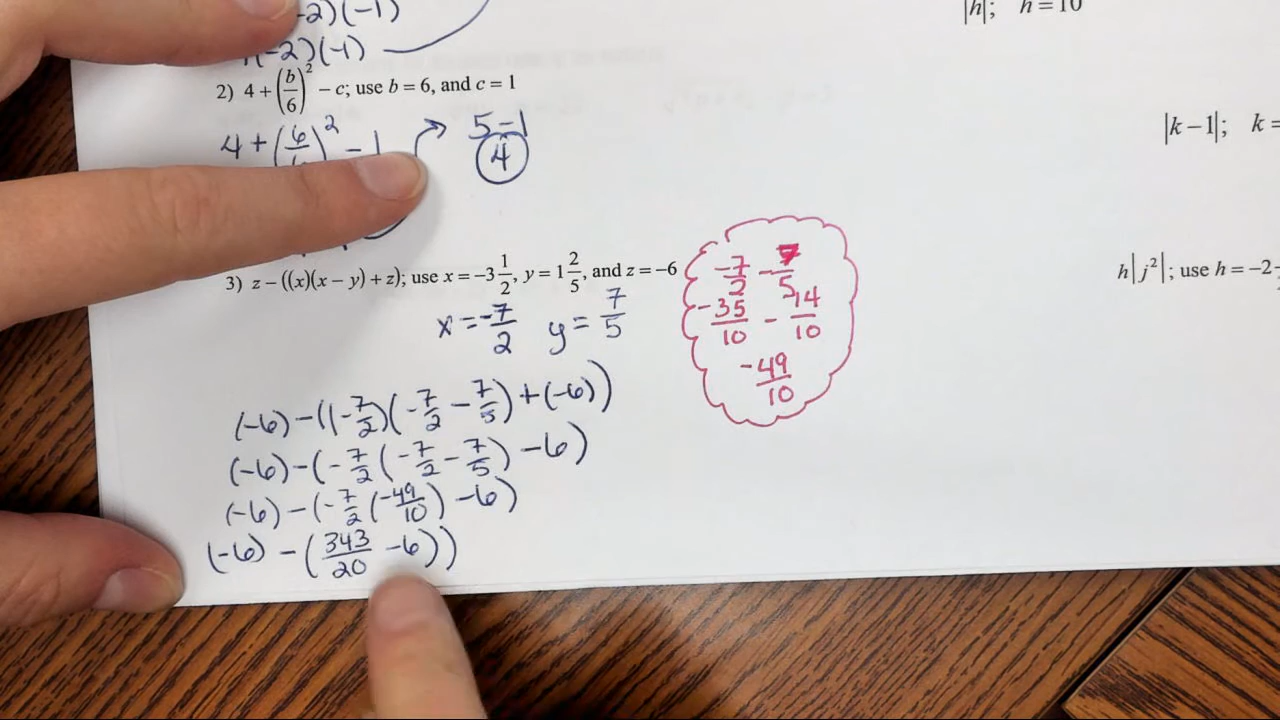 -2)(-1)
(-2)(-1)
|h|; h = 10
2) 4 + (b/6)² − c; use b = 6, and c = 1
4 + (6/6)² − 1
5 − 1
4
|k − 1|; k =
3) z − ((x)(x − y) + z); use x = −3 1/2, y = 1 2/5, and z = −6
h|j²|; use h = −2
x = -7/2 y = 7/5
-7/2 - 7/5
-35/10 - 14/10
-49/10
(-6) - ((-7/2)(-7/2 - 7/5) + (-6))
(-6) - (-7/2(-7/2 - 7/5) - 6)
(-6) - (-7/2(-49/10) - 6)
(-6) - (343/20 - 6))